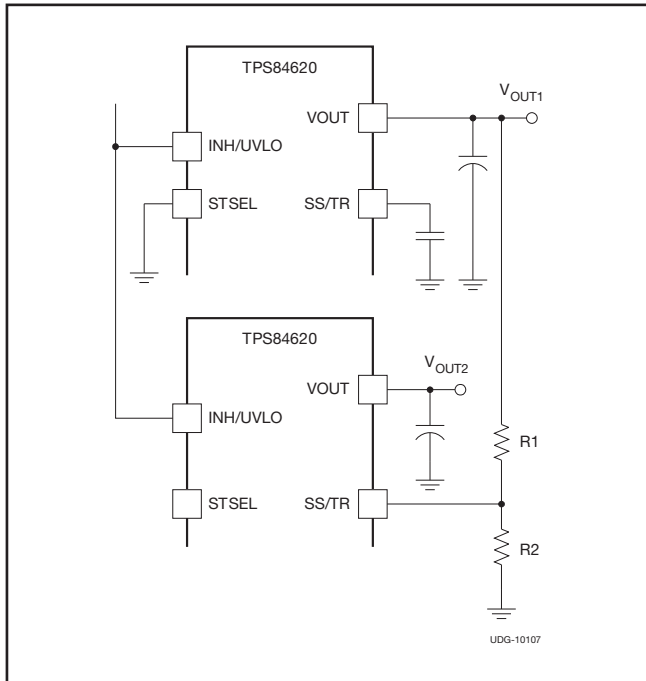 TPS84620
VOUT
V_OUT1
INH/UVLO
STSEL
SS/TR
TPS84620
VOUT
V_OUT2
INH/UVLO
R1
STSEL
SS/TR
R2
UDG-10107